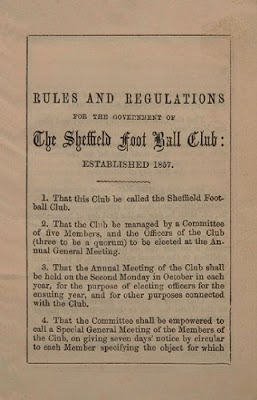 RULES AND REGULATIONS
FOR THE GOVERNMENT OF
The Sheffield Foot Ball Club:
ESTABLISHED 1857.
1. That this Club be called the Sheffield Foot-
ball Club.
2. That the Club be managed by a Committee
of five Members, and the Officers of the Club
(three to be a quorum) to be elected at the An-
nual General Meeting.
3. That the Annual Meeting of the Club shall
be held on the Second Monday in October in each
year, for the purpose of electing officers for the
ensuing year, and for other purposes connected
with the Club.
4. That the Committee shall be empowered to
call a Special General Meeting of the Members of
the Club, on giving seven days' notice by circular
to each Member specifying the object for which